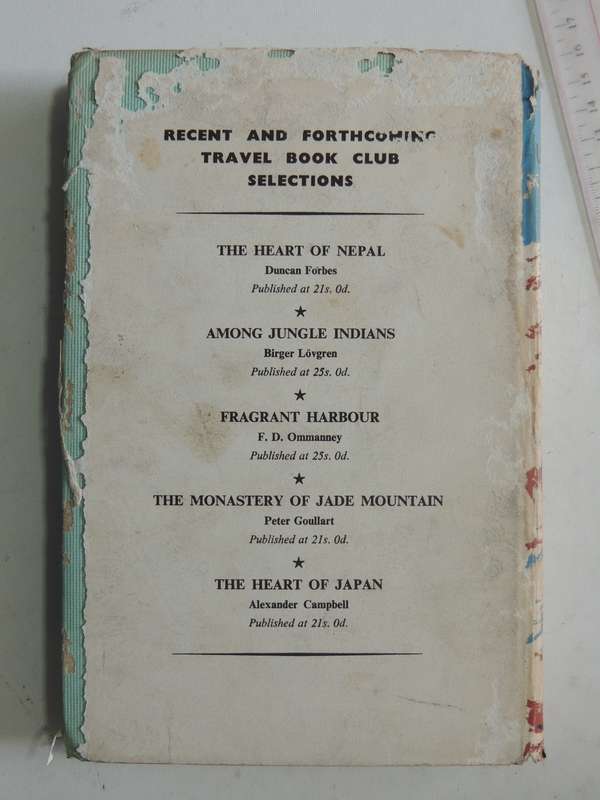 RECENT AND FORTHCOMING
TRAVEL BOOK CLUB
SELECTIONS
THE HEART OF NEPAL
Duncan Forbes
Published at 21s. 0d.
★
AMONG JUNGLE INDIANS
Birger Lövgren
Published at 25s. 0d.
★
FRAGRANT HARBOUR
F. D. Ommanney
Published at 25s. 0d.
★
THE MONASTERY OF JADE MOUNTAIN
Peter Goullart
Published at 21s. 0d.
★
THE HEART OF JAPAN
Alexander Campbell
Published at 21s. 0d.